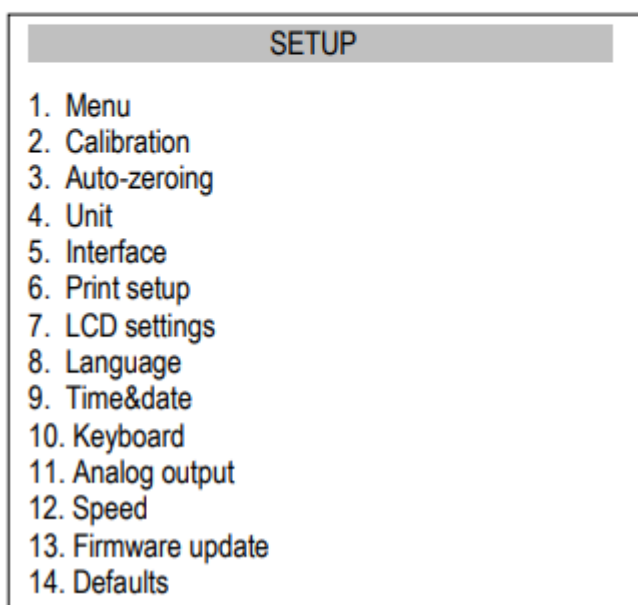 SETUP
1. Menu
2. Calibration
3. Auto-zeroing
4. Unit
5. Interface
6. Print setup
7. LCD settings
8. Language
9. Time&date
10. Keyboard
11. Analog output
12. Speed
13. Firmware update
14. Defaults